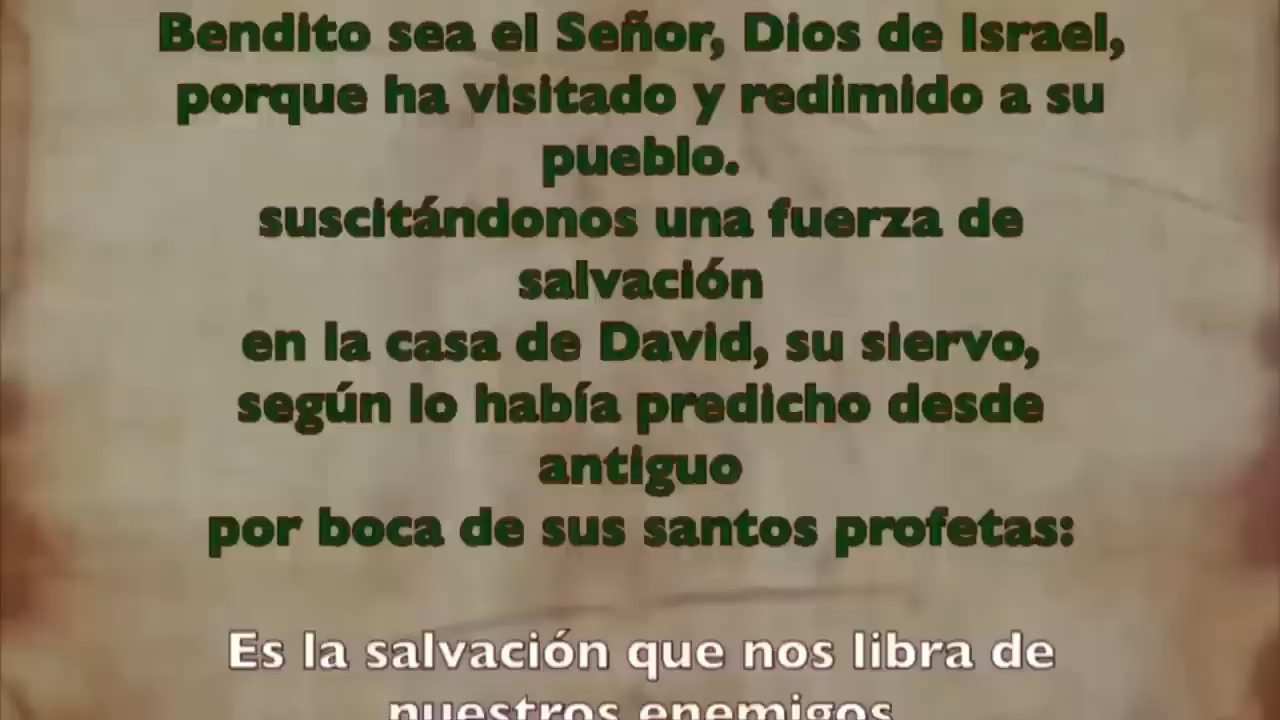 Bendito sea el Señor, Dios de Israel,
porque ha visitado y redimido a su
pueblo.
suscitándonos una fuerza de
salvación
en la casa de David, su siervo,
según lo había predicho desde
antiguo
por boca de sus santos profetas:
Es la salvación que nos libra de
nuestros enemigos